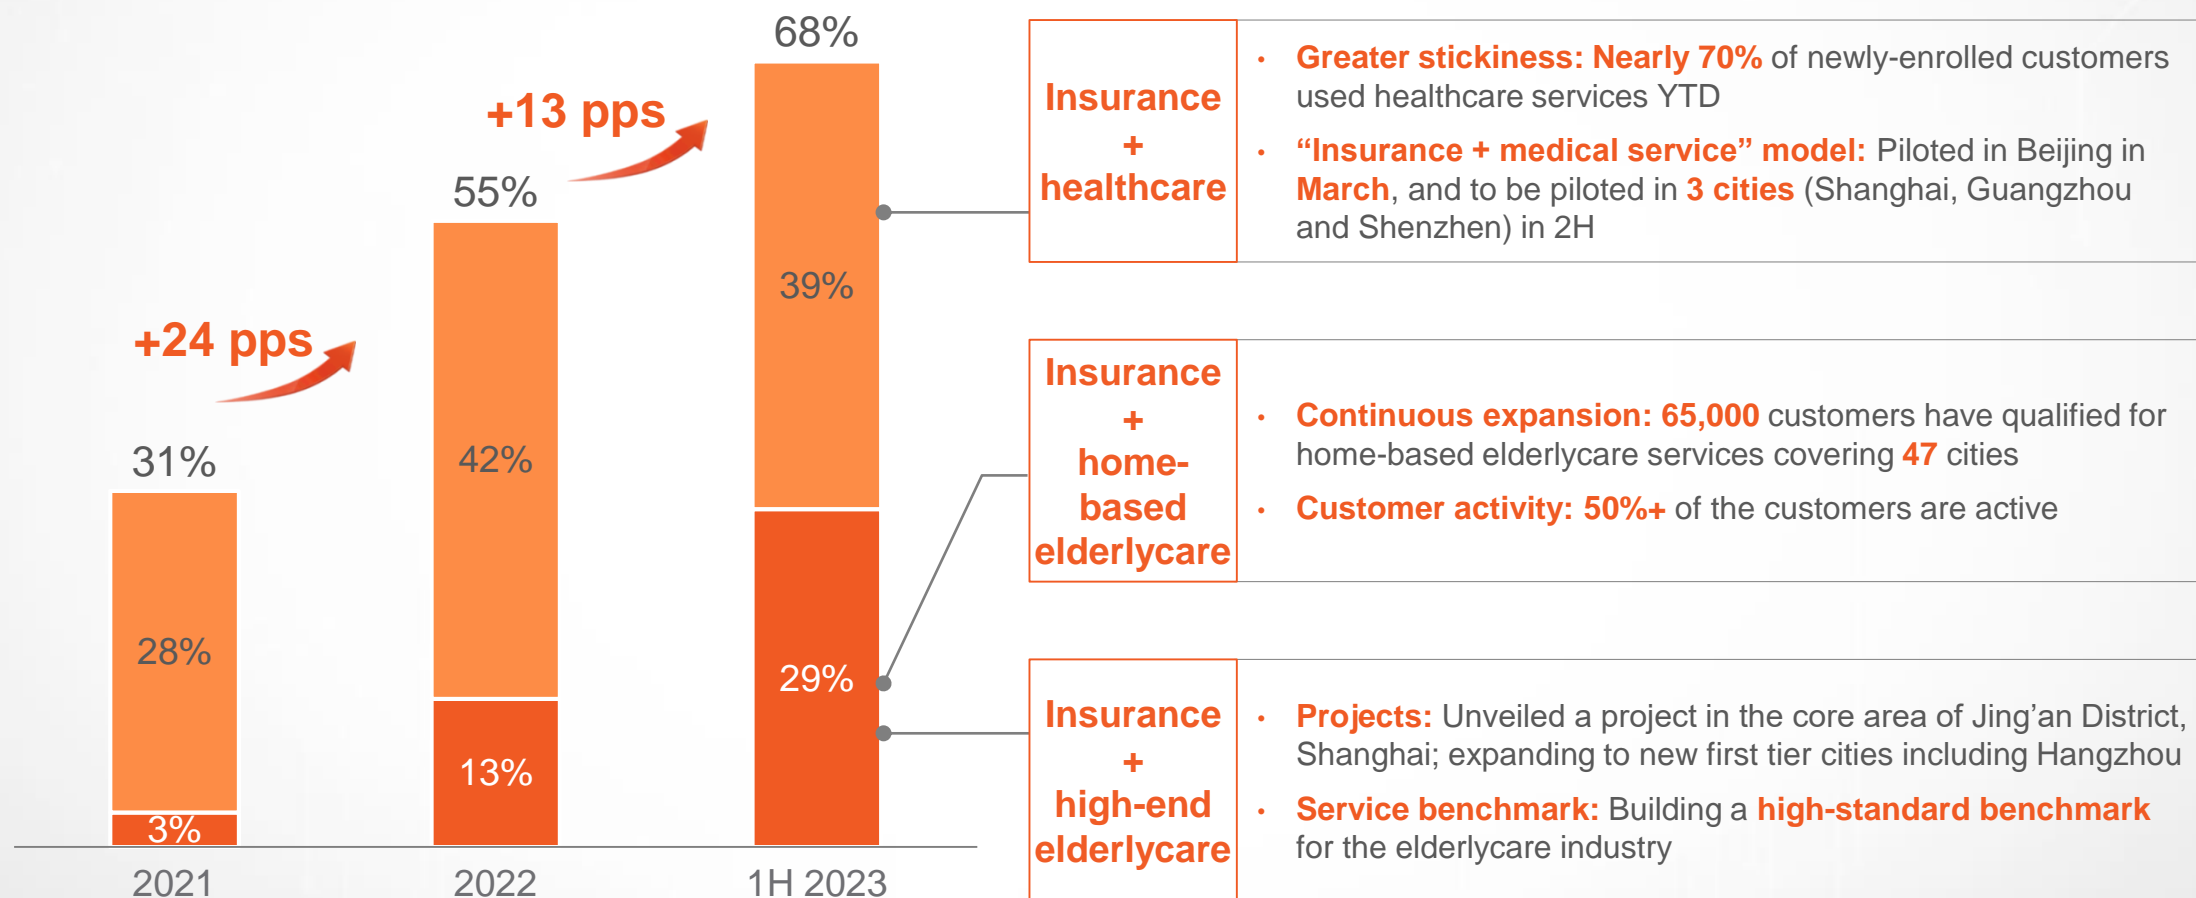 68%
+13 pps
55%
39%
+24 pps
31%
42%
28%
29%
13%
3%
2021
2022
1H 2023
Insurance
+
healthcare
• Greater stickiness: Nearly 70% of newly-enrolled customers
used healthcare services YTD
• “Insurance + medical service” model: Piloted in Beijing in
March, and to be piloted in 3 cities (Shanghai, Guangzhou
and Shenzhen) in 2H
Insurance
+
home-
based
elderlycare
• Continuous expansion: 65,000 customers have qualified for
home-based elderlycare services covering 47 cities
• Customer activity: 50%+ of the customers are active
Insurance
+
high-end
elderlycare
• Projects: Unveiled a project in the core area of Jing’an District,
Shanghai; expanding to new first tier cities including Hangzhou
• Service benchmark: Building a high-standard benchmark
for the elderlycare industry